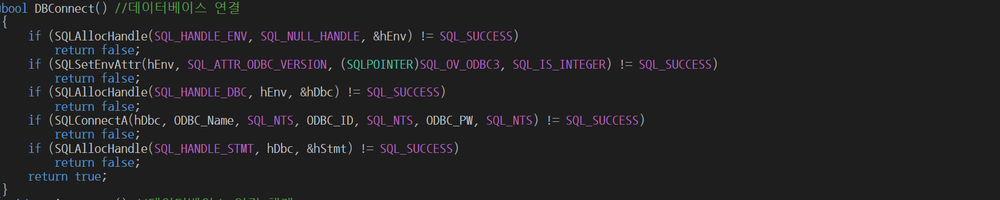 bool DBConnect() //데이터베이스 연결
{
    if (SQLAllocHandle(SQL_HANDLE_ENV, SQL_NULL_HANDLE, &hEnv) != SQL_SUCCESS)
        return false;
    if (SQLSetEnvAttr(hEnv, SQL_ATTR_ODBC_VERSION, (SQLPOINTER)SQL_OV_ODBC3, SQL_IS_INTEGER) != SQL_SUCCESS)
        return false;
    if (SQLAllocHandle(SQL_HANDLE_DBC, hEnv, &hDbc) != SQL_SUCCESS)
        return false;
    if (SQLConnectA(hDbc, ODBC_Name, SQL_NTS, ODBC_ID, SQL_NTS, ODBC_PW, SQL_NTS) != SQL_SUCCESS)
        return false;
    if (SQLAllocHandle(SQL_HANDLE_STMT, hDbc, &hStmt) != SQL_SUCCESS)
        return false;
    return true;
}